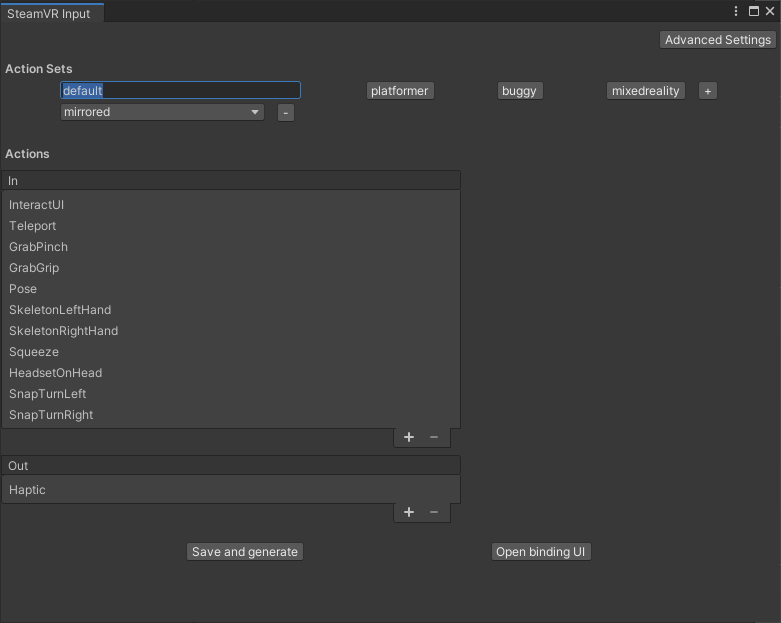 SteamVR Input
Advanced Settings
Action Sets
default platformer buggy mixedreality +
mirrored -
Actions
In
InteractUI
Teleport
GrabPinch
GrabGrip
Pose
SkeletonLeftHand
SkeletonRightHand
Squeeze
HeadsetOnHead
SnapTurnLeft
SnapTurnRight
+ −
Out
Haptic
+ −
Save and generate Open binding UI